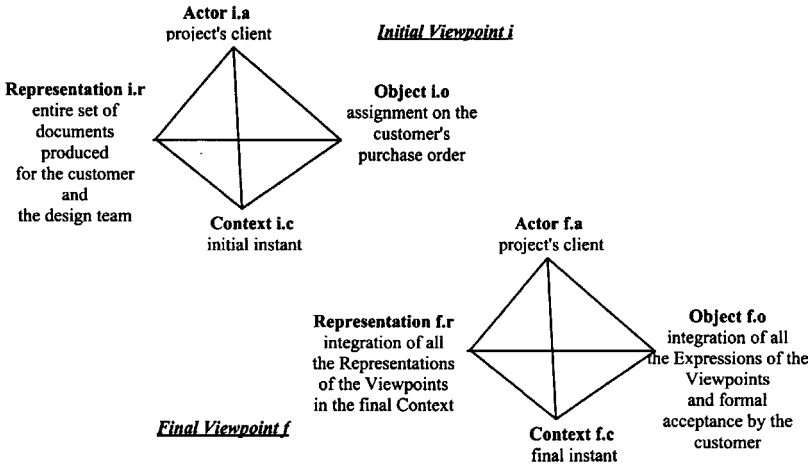 Actor i.a
project's client
Initial Viewpoint i
Representation i.r
entire set of
documents
produced
for the customer
and
the design team
Object i.o
assignment on the
customer's
purchase order
Context i.c
initial instant
Actor f.a
project's client
Representation f.r
integration of all
the Representations
of the Viewpoints
in the final Context
Object f.o
integration of all
the Expressions of the
Viewpoints
and formal
acceptance by the
customer
Final Viewpoint f
Context f.c
final instant